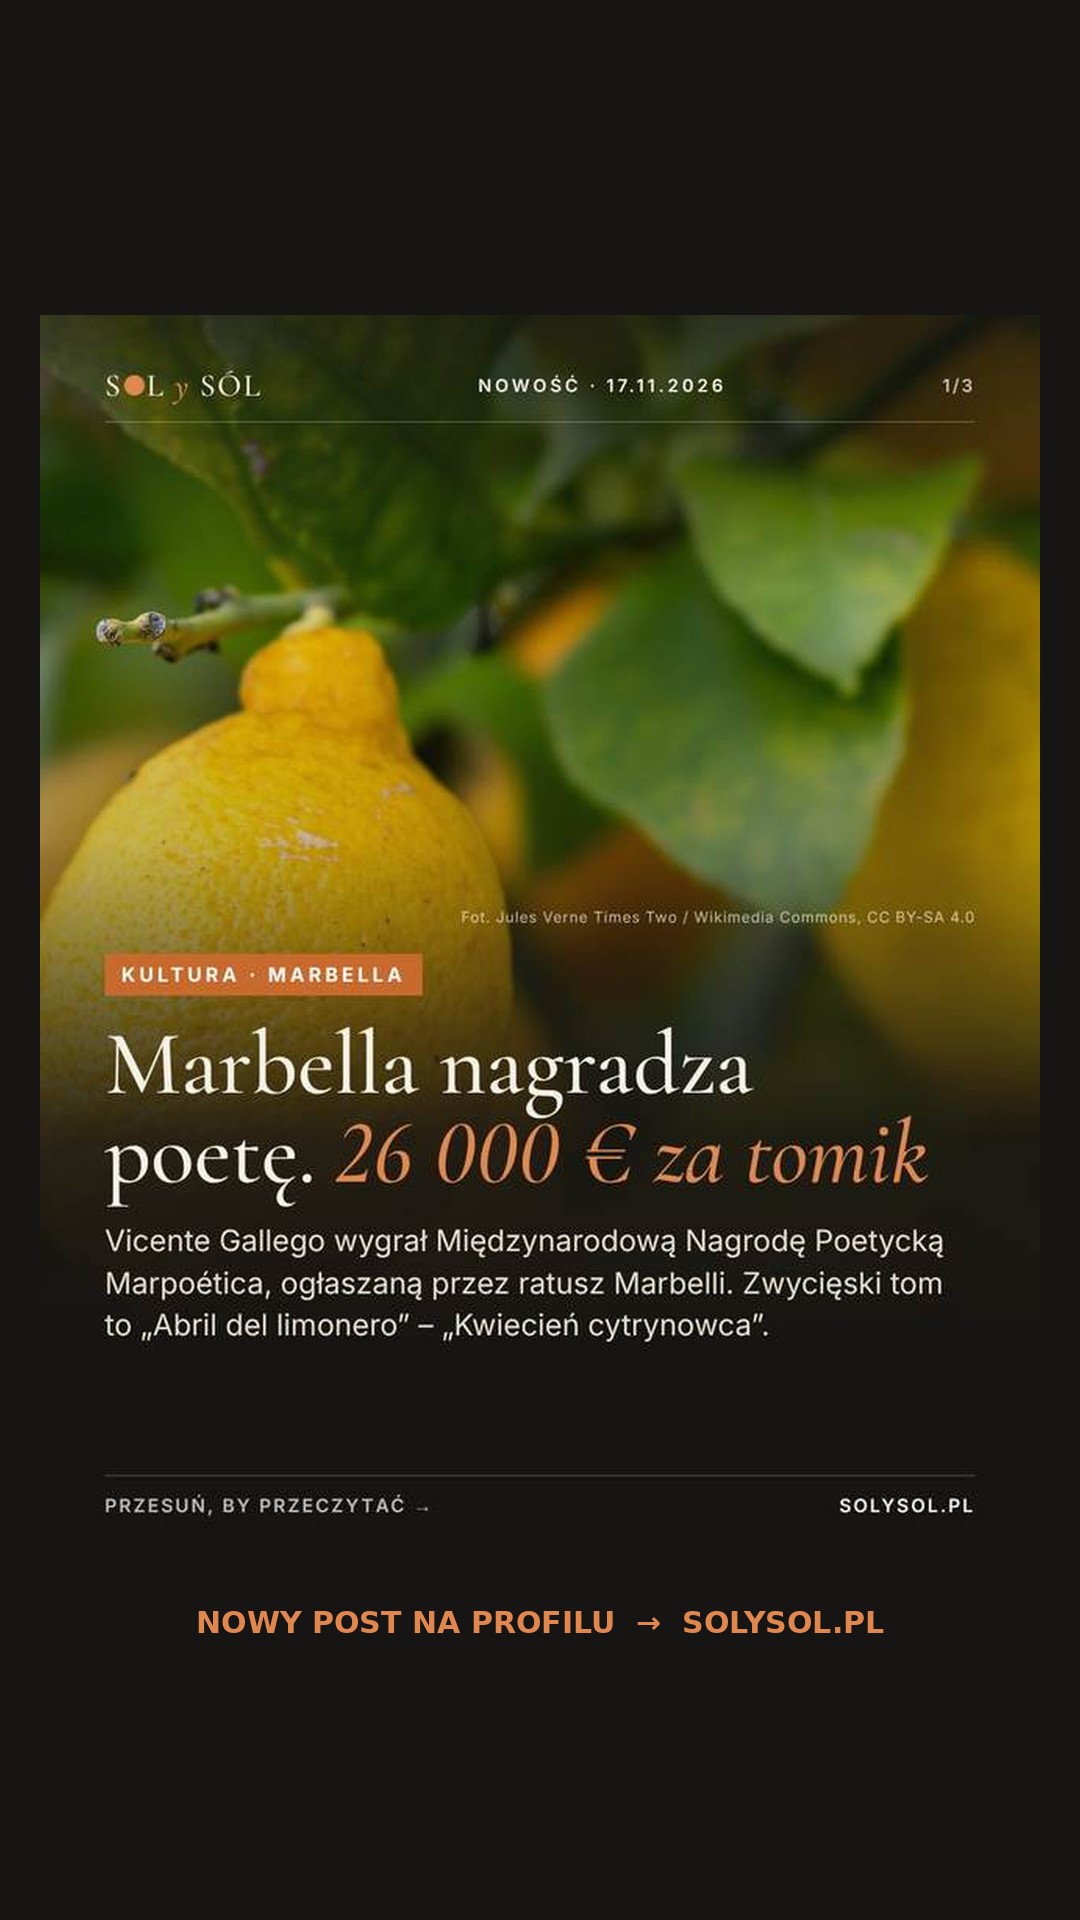 SOL y SÓL
NOWOŚĆ · 17.11.2026
1/3
Fot. Jules Verne Times Two / Wikimedia Commons, CC BY-SA 4.0
KULTURA · MARBELLA
Marbella nagradza
poetę. 26 000 € za tomik
Vicente Gallego wygrał Międzynarodową Nagrodę Poetycką
Marpoética, ogłaszaną przez ratusz Marbelli. Zwycięski tom
to „Abril del limonero” – „Kwiecień cytrynowca”.
PRZESUŃ, BY PRZECZYTAĆ →
SOLYSOL.PL
NOWY POST NA PROFILU → SOLYSOL.PL